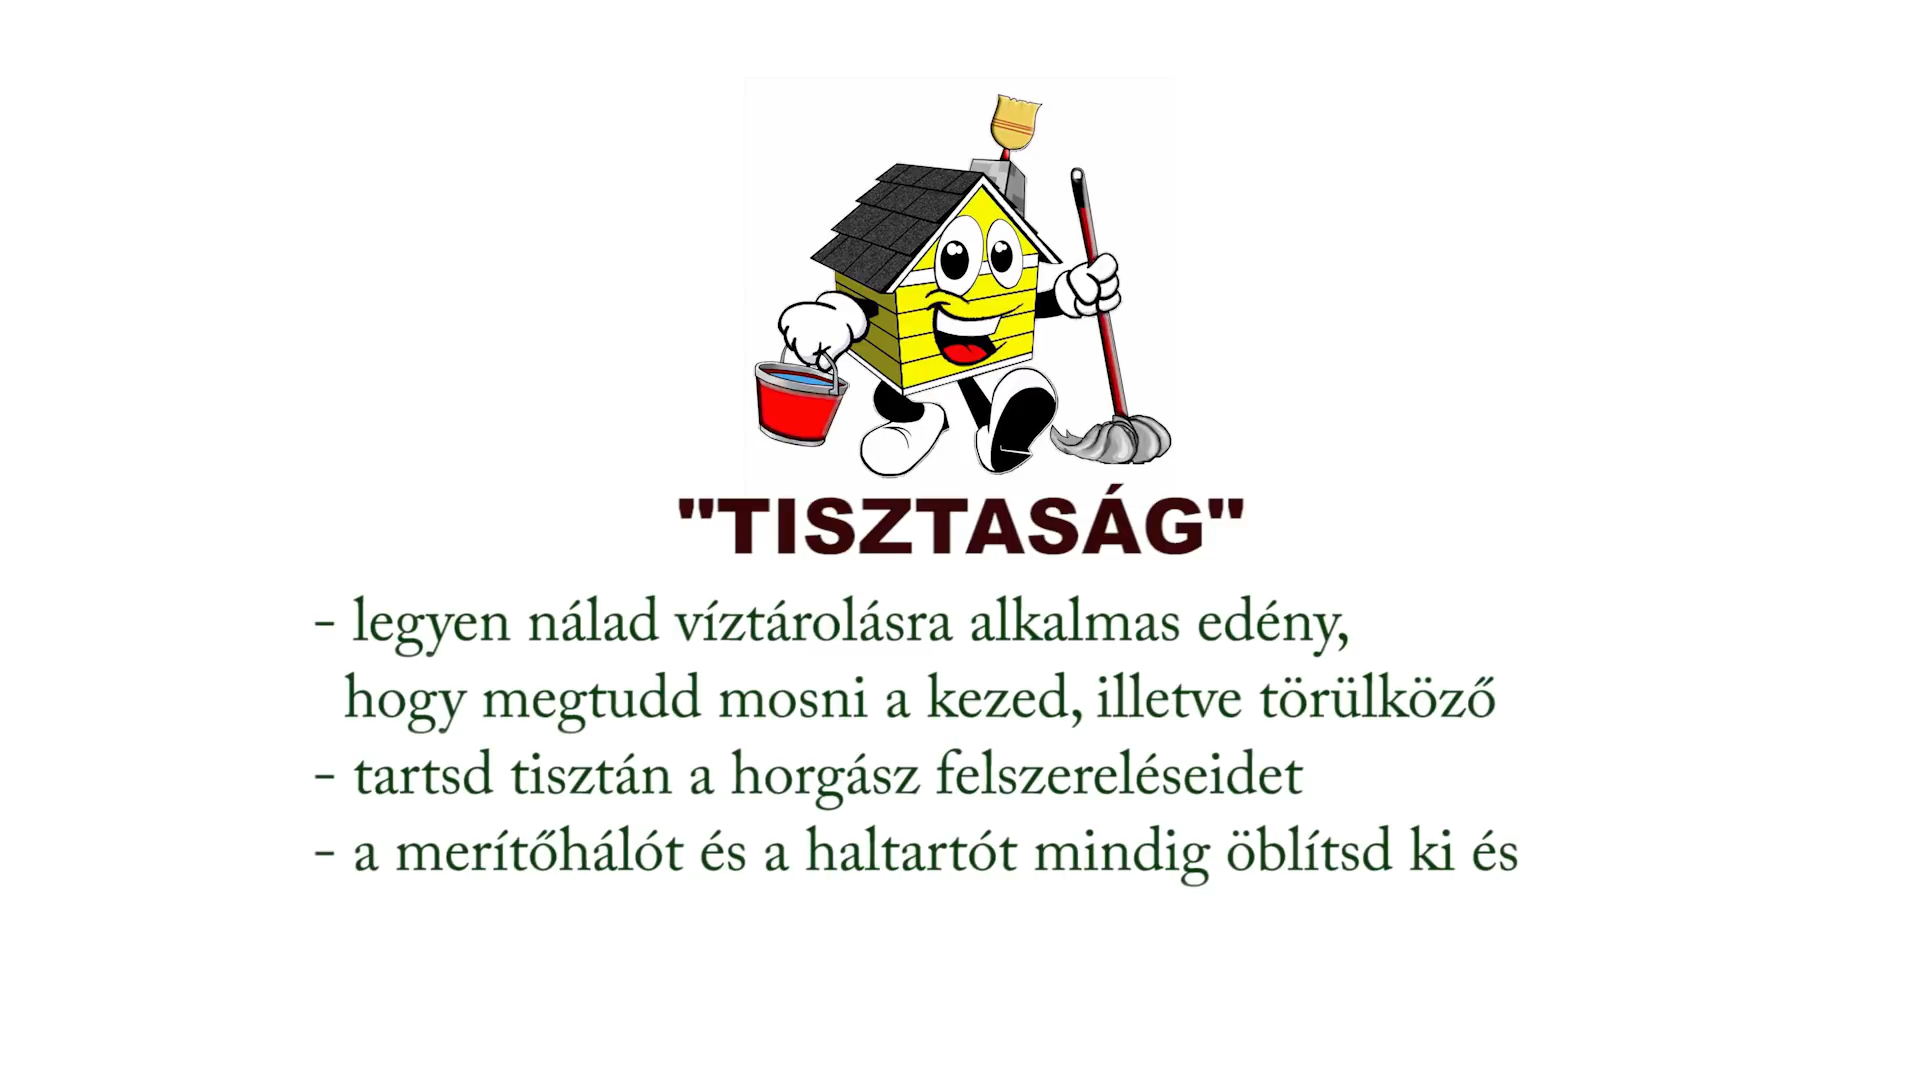 "TISZTASÁG"
- legyen nálad víztárolásra alkalmas edény,
hogy megtudd mosni a kezed, illetve törülköző
- tartsd tisztán a horgász felszereléseidet
- a merítőhálót és a haltartót mindig öblítsd ki és